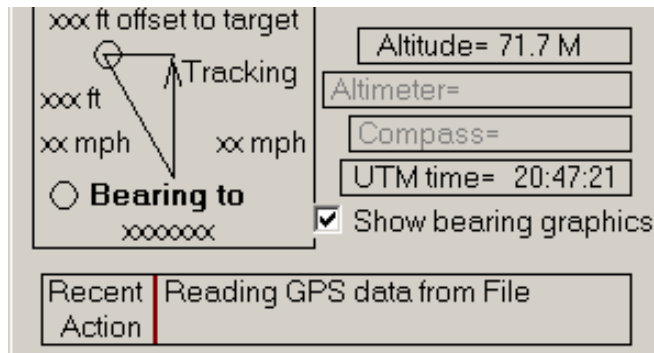 xxx ft offset to target
Tracking
xxx ft
xx mph
xx mph
Bearing to
xxxxxxx
Altitude= 71.7 M
Altimeter=
Compass=
UTM time= 20:47:21
Show bearing graphics
Recent Action
Reading GPS data from File